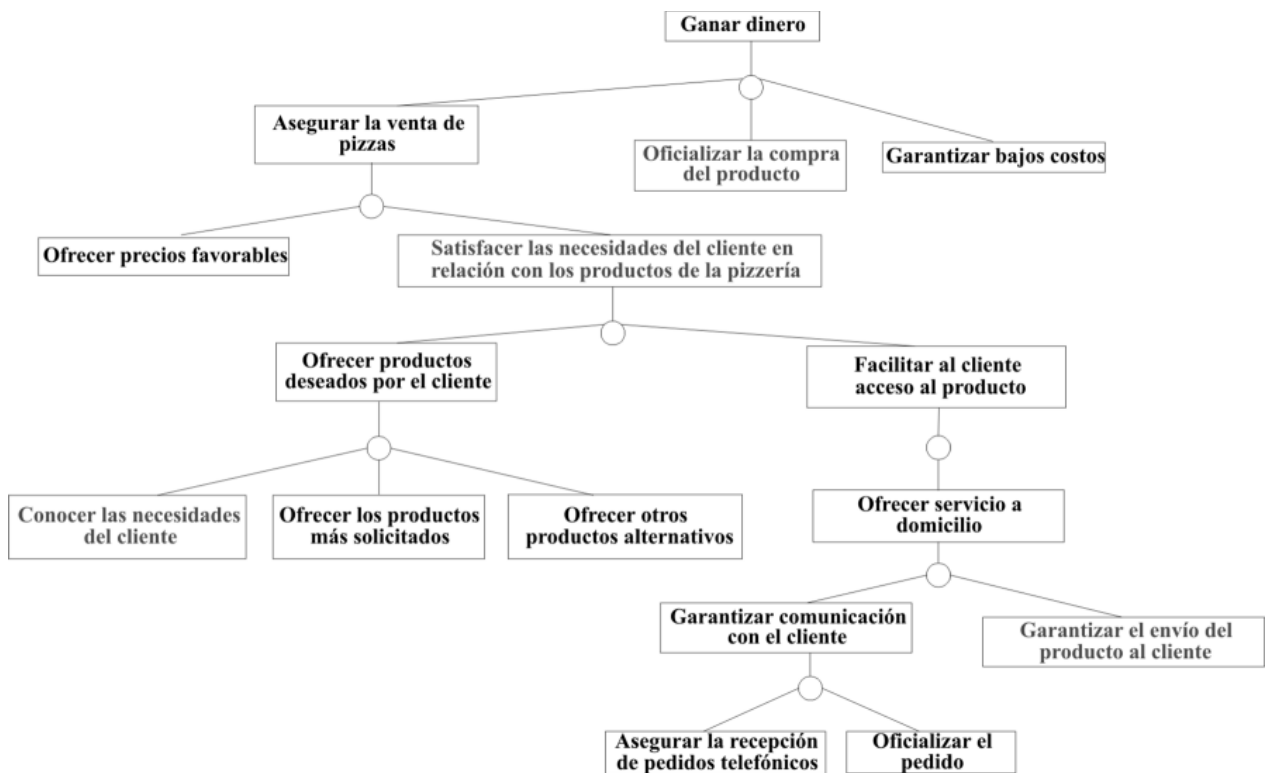 Ganar dinero
Asegurar la venta de
pizzas
Oficializar la compra
del producto
Garantizar bajos costos
Ofrecer precios favorables
Satisfacer las necesidades del cliente en
relación con los productos de la pizzería
Ofrecer productos
deseados por el cliente
Facilitar al cliente
acceso al producto
Conocer las necesidades
del cliente
Ofrecer los productos
más solicitados
Ofrecer otros
productos alternativos
Ofrecer servicio a
domicilio
Garantizar comunicación
con el cliente
Garantizar el envío del
producto al cliente
Asegurar la recepción
de pedidos telefónicos
Oficializar el
pedido